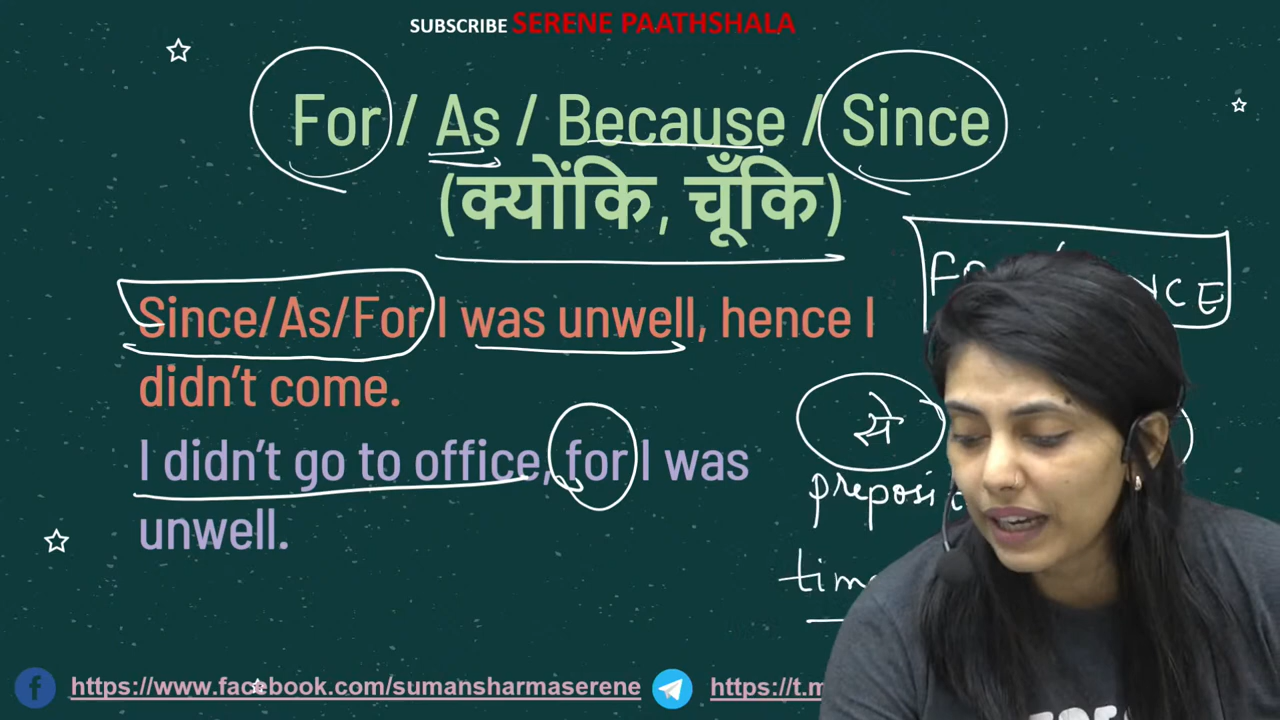 SUBSCRIBE SERENE PAATHSHALA
For / As / Because / Since
(क्योंकि, चूँकि)
Since/As/For I was unwell, hence I
didn't come.
I didn't go to office, for I was
unwell.
से
https://www.facebook.com/sumansharmaserene